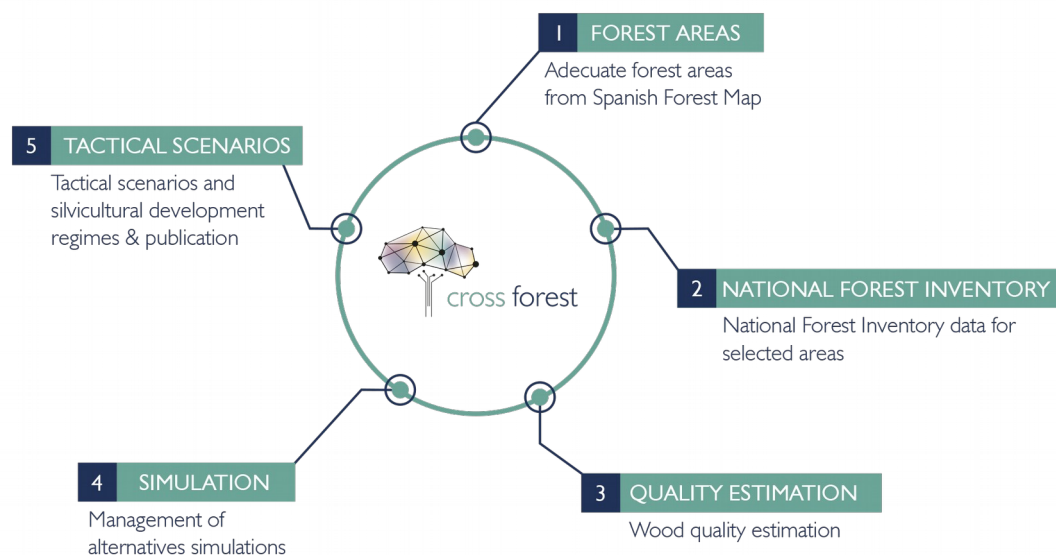 1 FOREST AREAS
Adecuate forest areas
from Spanish Forest Map
2 NATIONAL FOREST INVENTORY
National Forest Inventory data for
selected areas
3 QUALITY ESTIMATION
Wood quality estimation
4 SIMULATION
Management of
alternatives simulations
5 TACTICAL SCENARIOS
Tactical scenarios and
silvicultural development
regimes & publication
cross forest